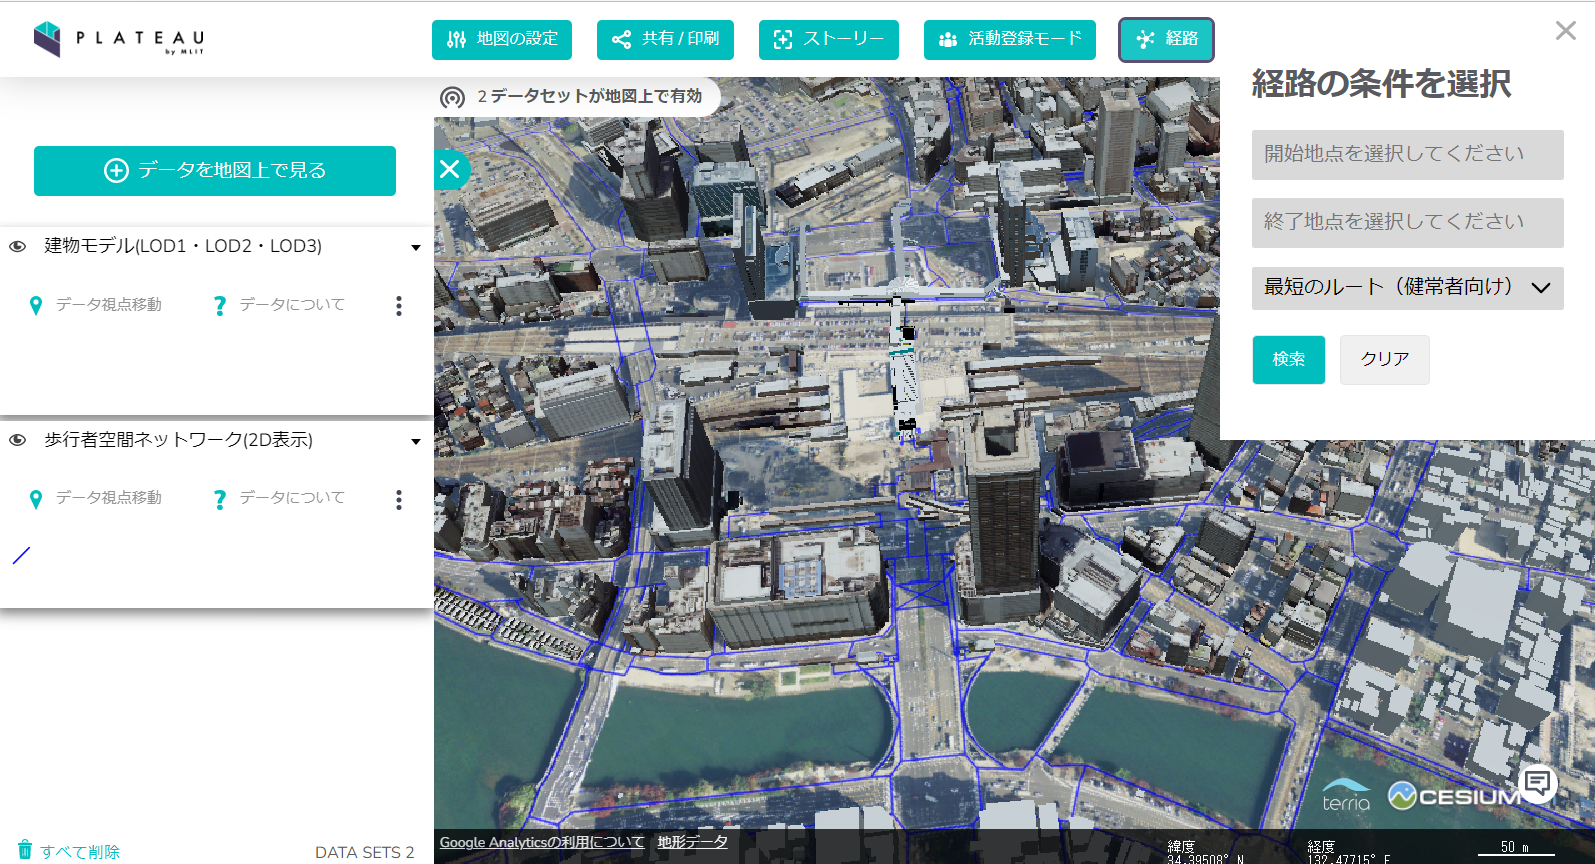 PLATEAU
by MLIT
地図の設定
共有 / 印刷
ストーリー
活動登録モード
経路
2 データセットが地図上で有効
データを地図上で見る
建物モデル(LOD1・LOD2・LOD3)
データ視点移動
データについて
歩行者空間ネットワーク(2D表示)
データ視点移動
データについて
すべて削除
DATA SETS 2
経路の条件を選択
開始地点を選択してください
終了地点を選択してください
最短のルート（健常者向け）
検索
クリア
terria
CESIUM
Google Analyticsの利用について
地形データ
緯度
34.39508° N
経度
132.47715° E
50 m